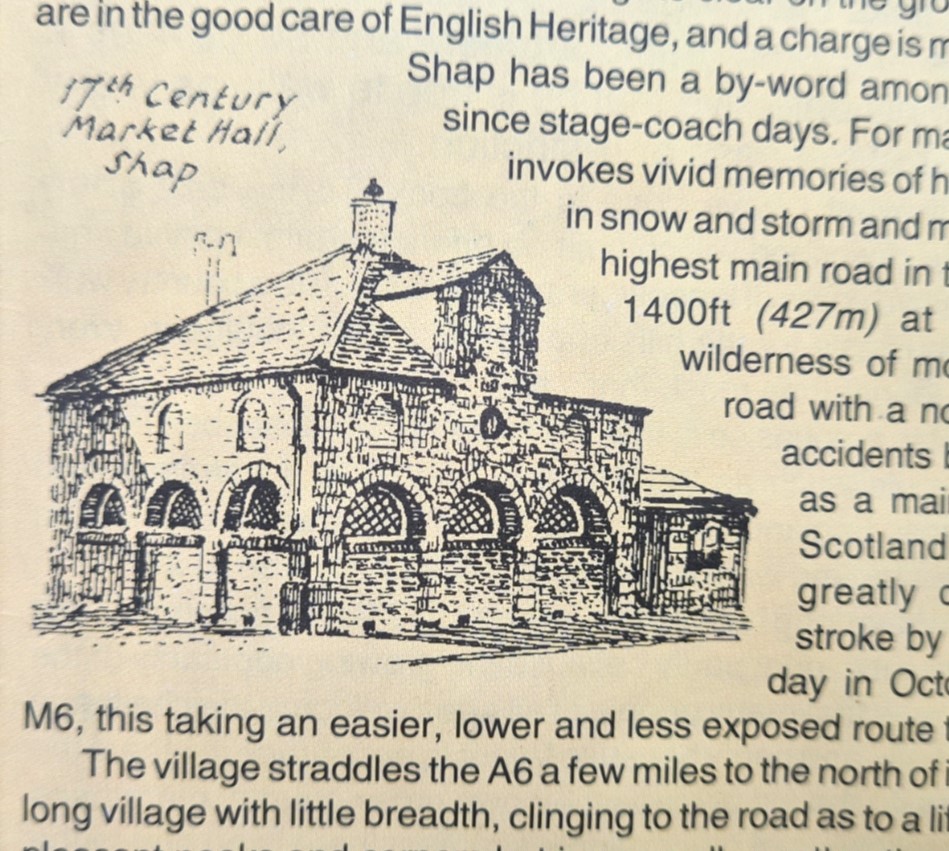 are in the good care of English Heritage, and a charge is
17th Century
Market Hall,
Shap
Shap has been a by-word
since stage-coach days. For
invokes vivid memories of
in snow and storm and
highest main road in
1400ft (427m) at
wilderness of
road with a
accidents
as a
Scotland
greatly
stroke by
day in
M6, this taking an easier, lower and less exposed route
The village straddles the A6 a few miles to the north of
long village with little breadth, clinging to the road as to a